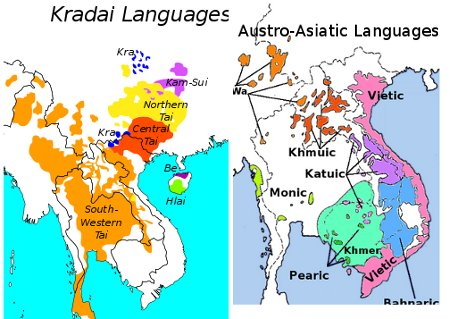 Kradai Languages
Kra
Kam-Sui
Northern
Tai
Kra
Central
Tai
Be
Hlai
South-
Western
Tai
Austro-Asiatic Languages
Wa
Vietic
Khmuic
Katuic
Monic
Khmer
Pearic
Vietic
Bahnaric